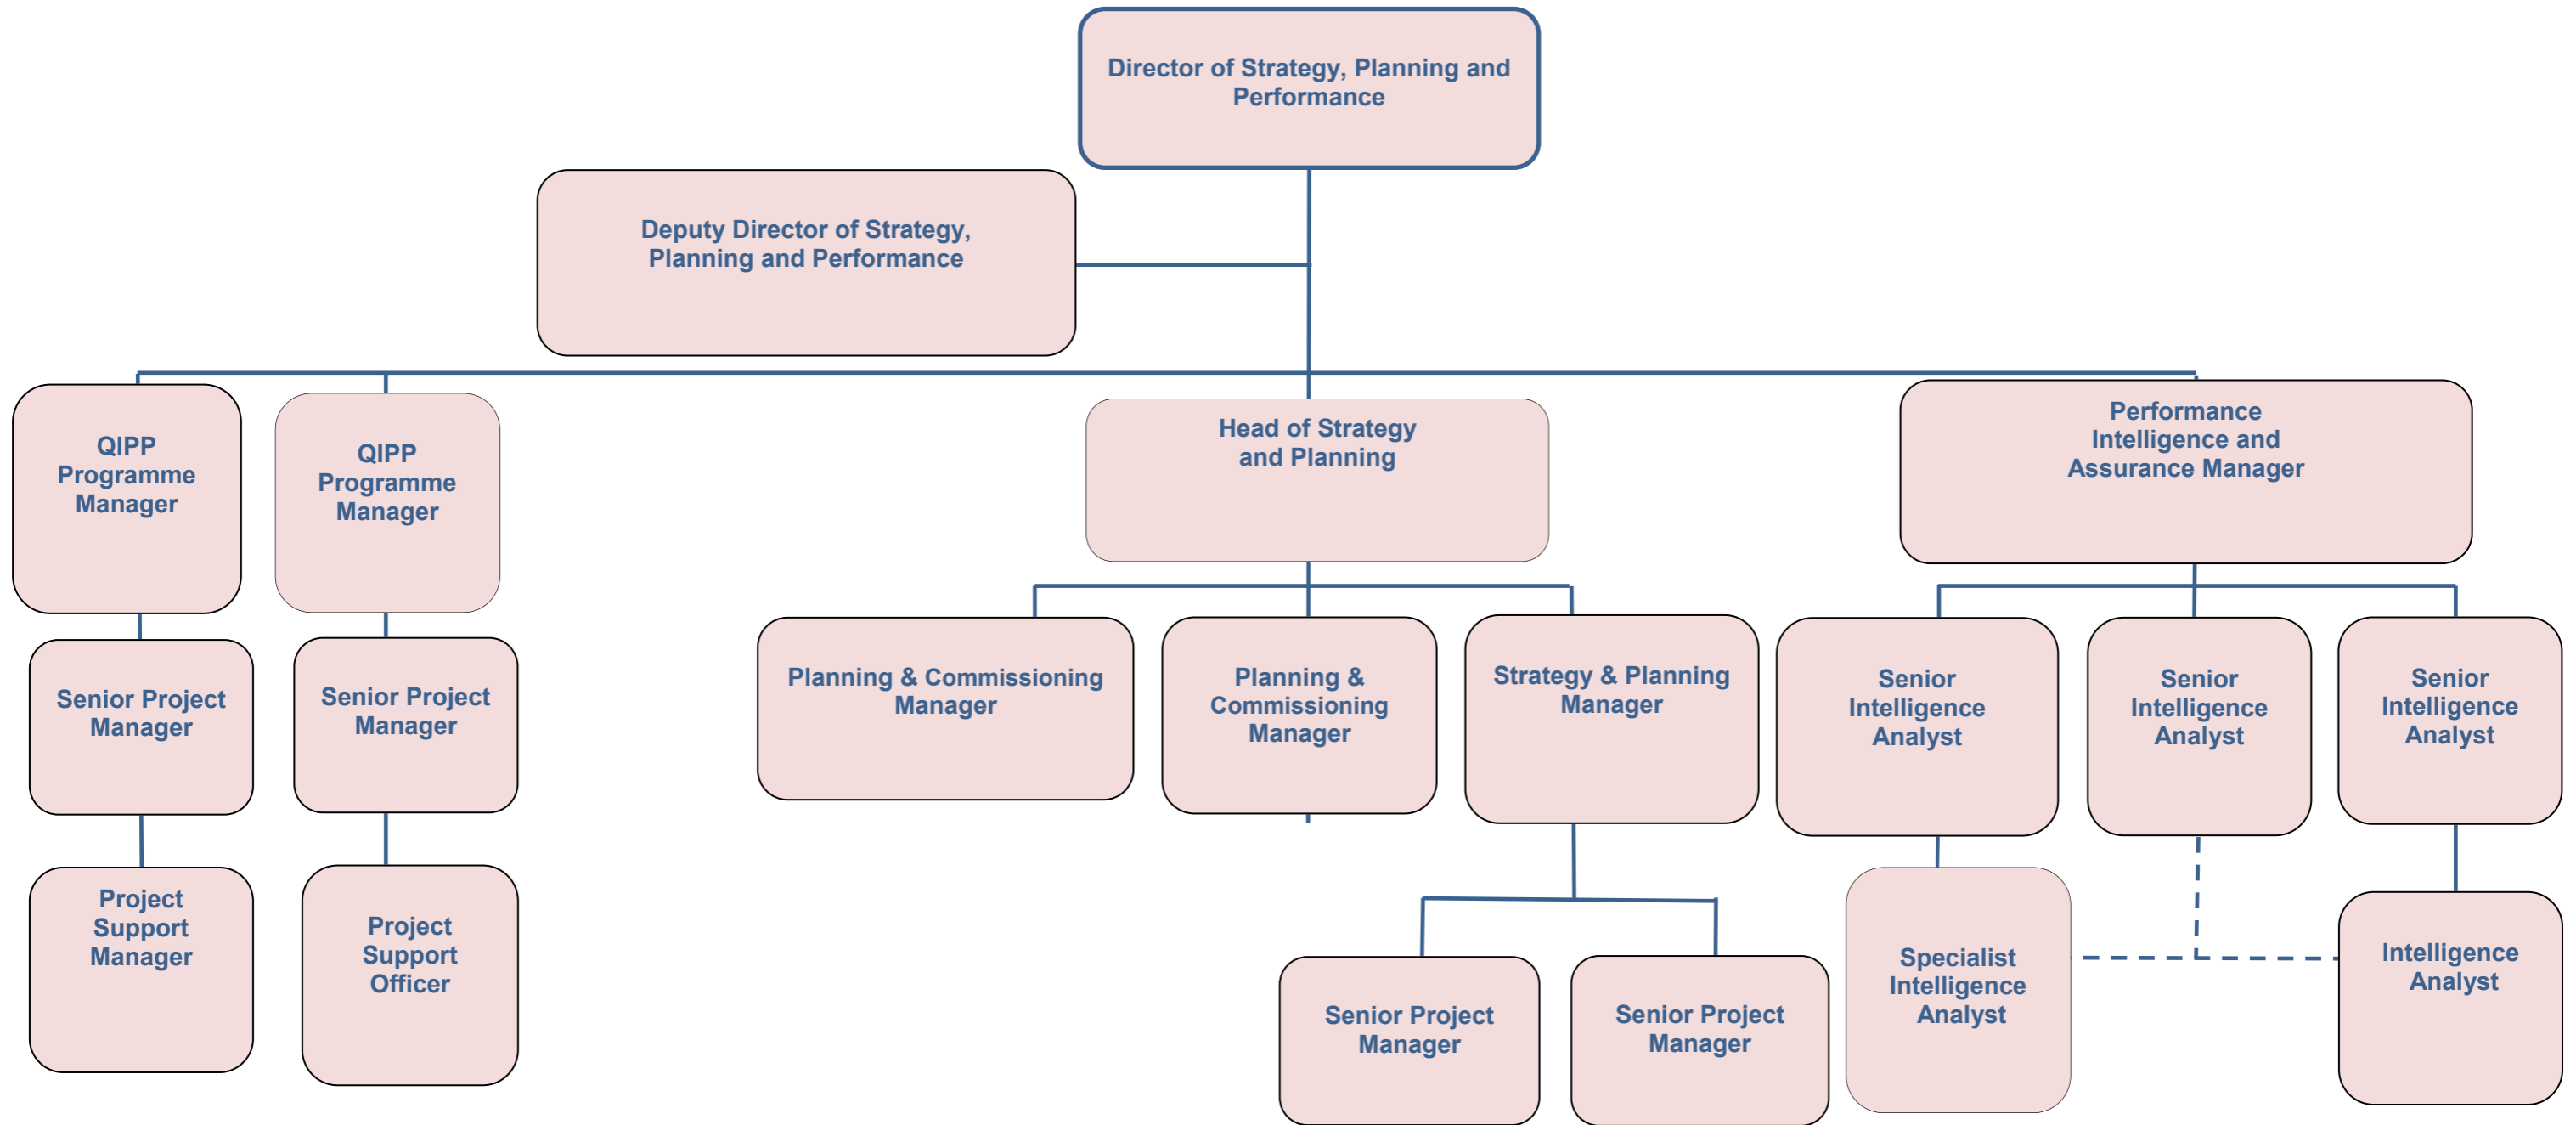 Director of Strategy, Planning and
Performance
Deputy Director of Strategy,
Planning and Performance
QIPP
Programme
Manager
QIPP
Programme
Manager
Head of Strategy
and Planning
Performance
Intelligence and
Assurance Manager
Senior Project
Manager
Senior Project
Manager
Planning & Commissioning
Manager
Planning &
Commissioning
Manager
Strategy & Planning
Manager
Senior
Intelligence
Analyst
Senior
Intelligence
Analyst
Senior
Intelligence
Analyst
Project
Support
Manager
Project
Support
Officer
Senior Project
Manager
Senior Project
Manager
Specialist
Intelligence
Analyst
Intelligence
Analyst